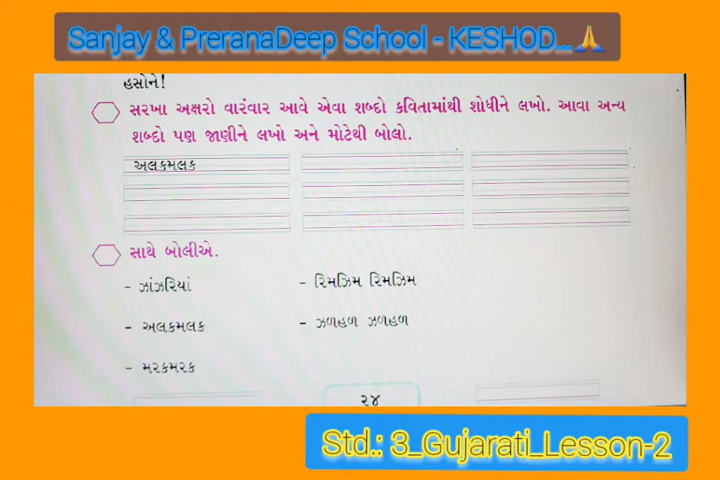 Sanjay & PreranaDeep School - KESHOD...🙏
હસોને!
સરખા અક્ષરો વારંવાર આવે એવા શબ્દો કવિતામાંથી શોધીને લખો. આવા અન્ય
શબ્દો પણ જાણીને લખો અને મોટેથી બોલો.
અલકમલક
સાથે બોલીએ.
- ઝાંઝરિયાં - રિમઝિમ રિમઝિમ
- અલકમલક - ઝળહળ ઝળહળ
- મરકમરક
૨૪
Std.: 3_Gujarati_Lesson-2